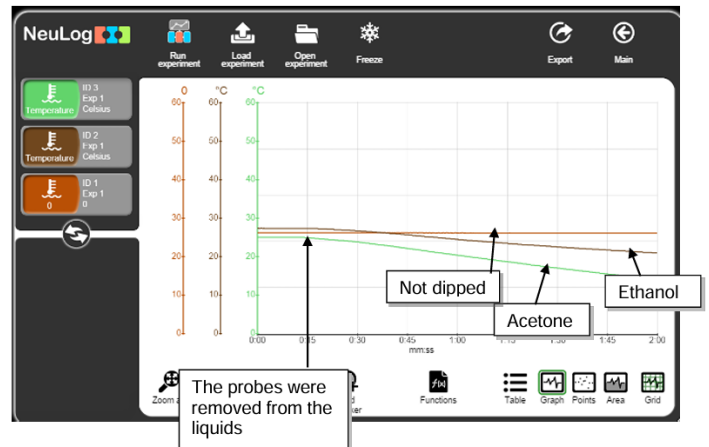 NeuLog
Run
experiment
Load
experiment
Open
experiment
Freeze
Export
Main
ID 3
Exp 1
Celsius
Temperature
ID 2
Exp 1
Celsius
Temperature
ID 1
Exp 1
0
0
0 °C °C
60 60 60
50 50 50
40 40 40
30 30 30
20 20 20
10 10 10
0 0 0
Not dipped
Ethanol
Acetone
0:00 0:15 0:30 0:45 1:00 1:30 1:45 2:00
mm:ss
The probes were
removed from the
liquids
Zoom
Functions
Table
Graph
Points
Area
Grid